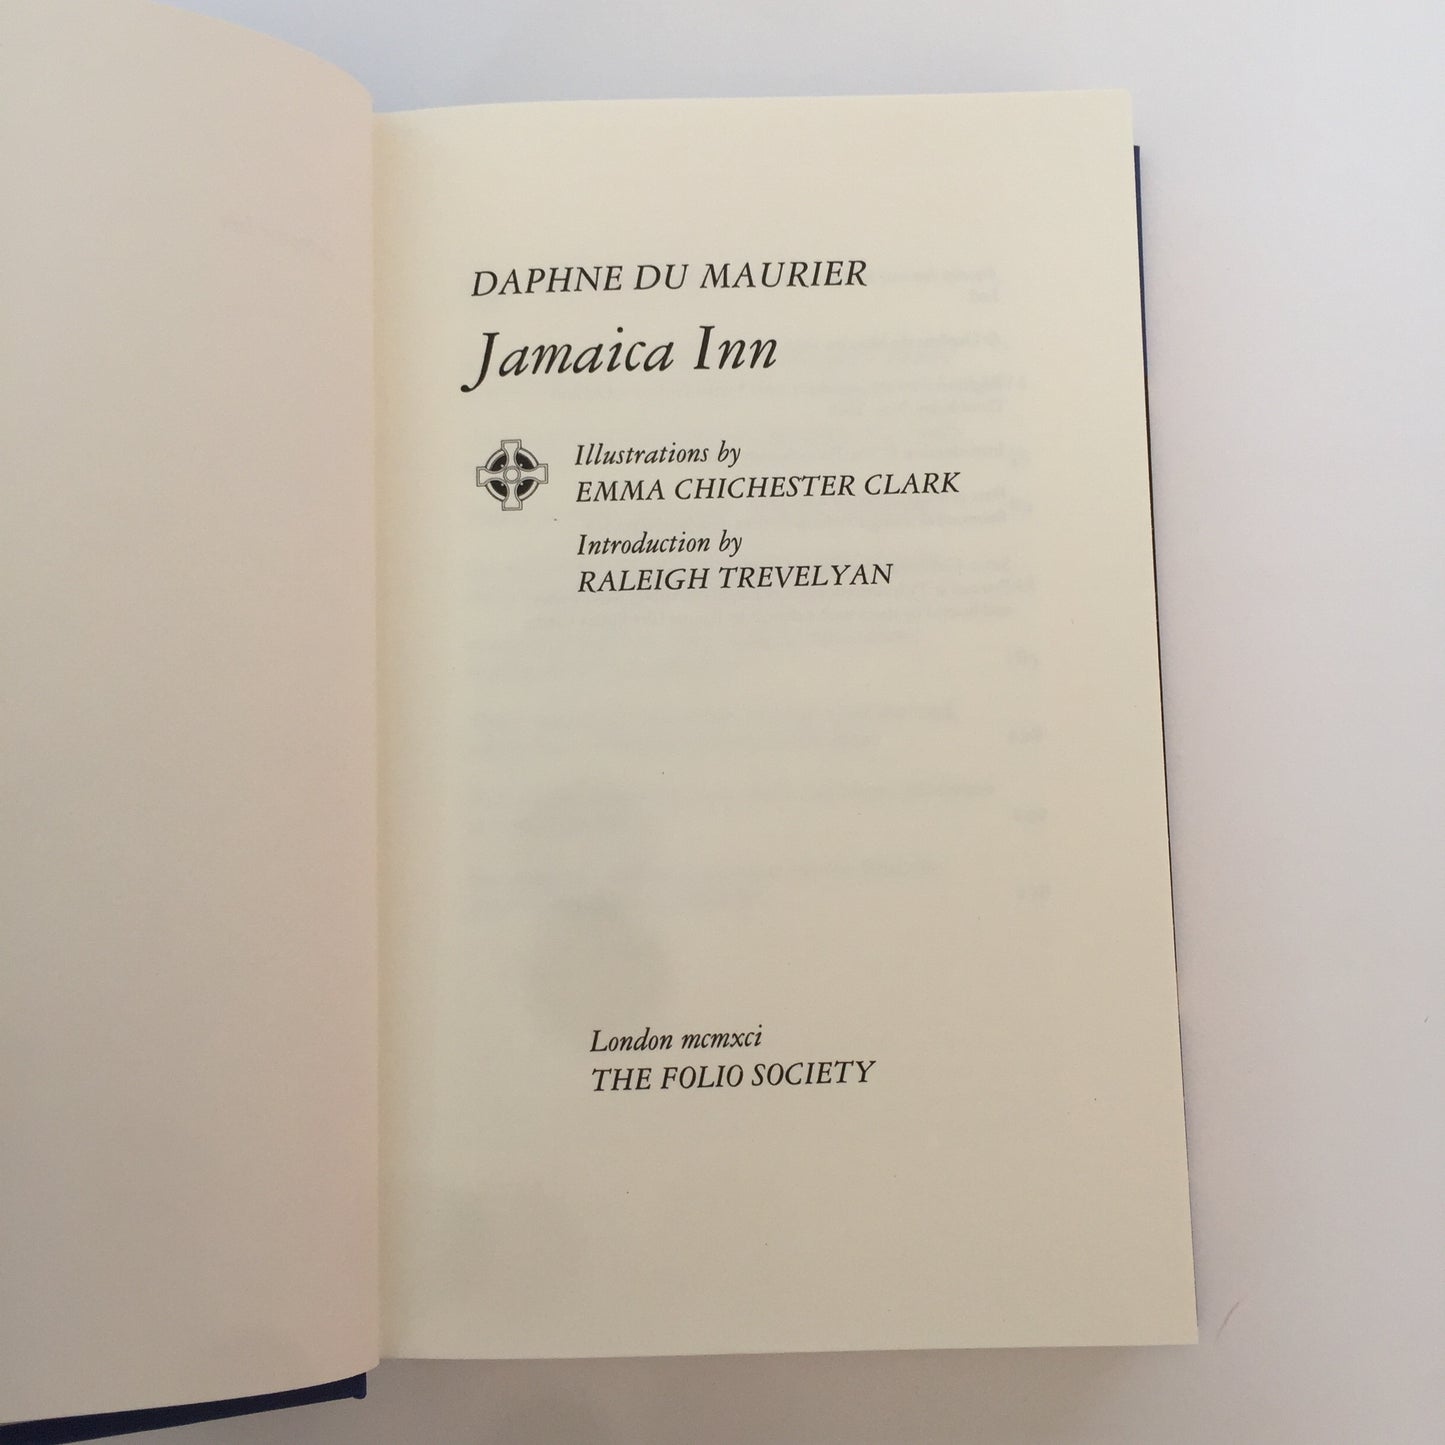 DAPHNE DU MAURIER
Jamaica Inn
Illustrations by
EMMA CHICHESTER CLARK
Introduction by
RALEIGH TREVELYAN
London mcmxci
THE FOLIO SOCIETY